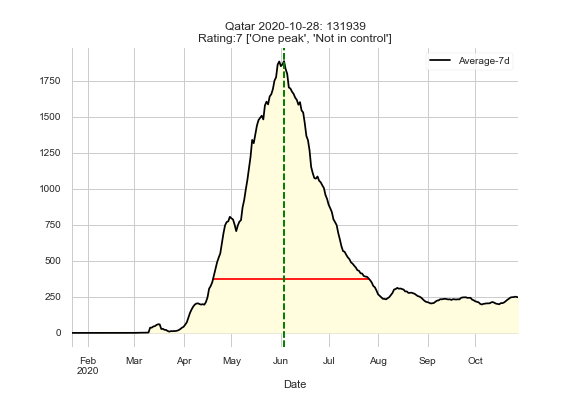 Qatar 2020-10-28: 131939
Rating:7 ['One peak', 'Not in control']
Average-7d
1750
1500
1250
1000
750
500
250
0
Feb Mar Apr May Jun Jul Aug Sep Oct
2020
Date